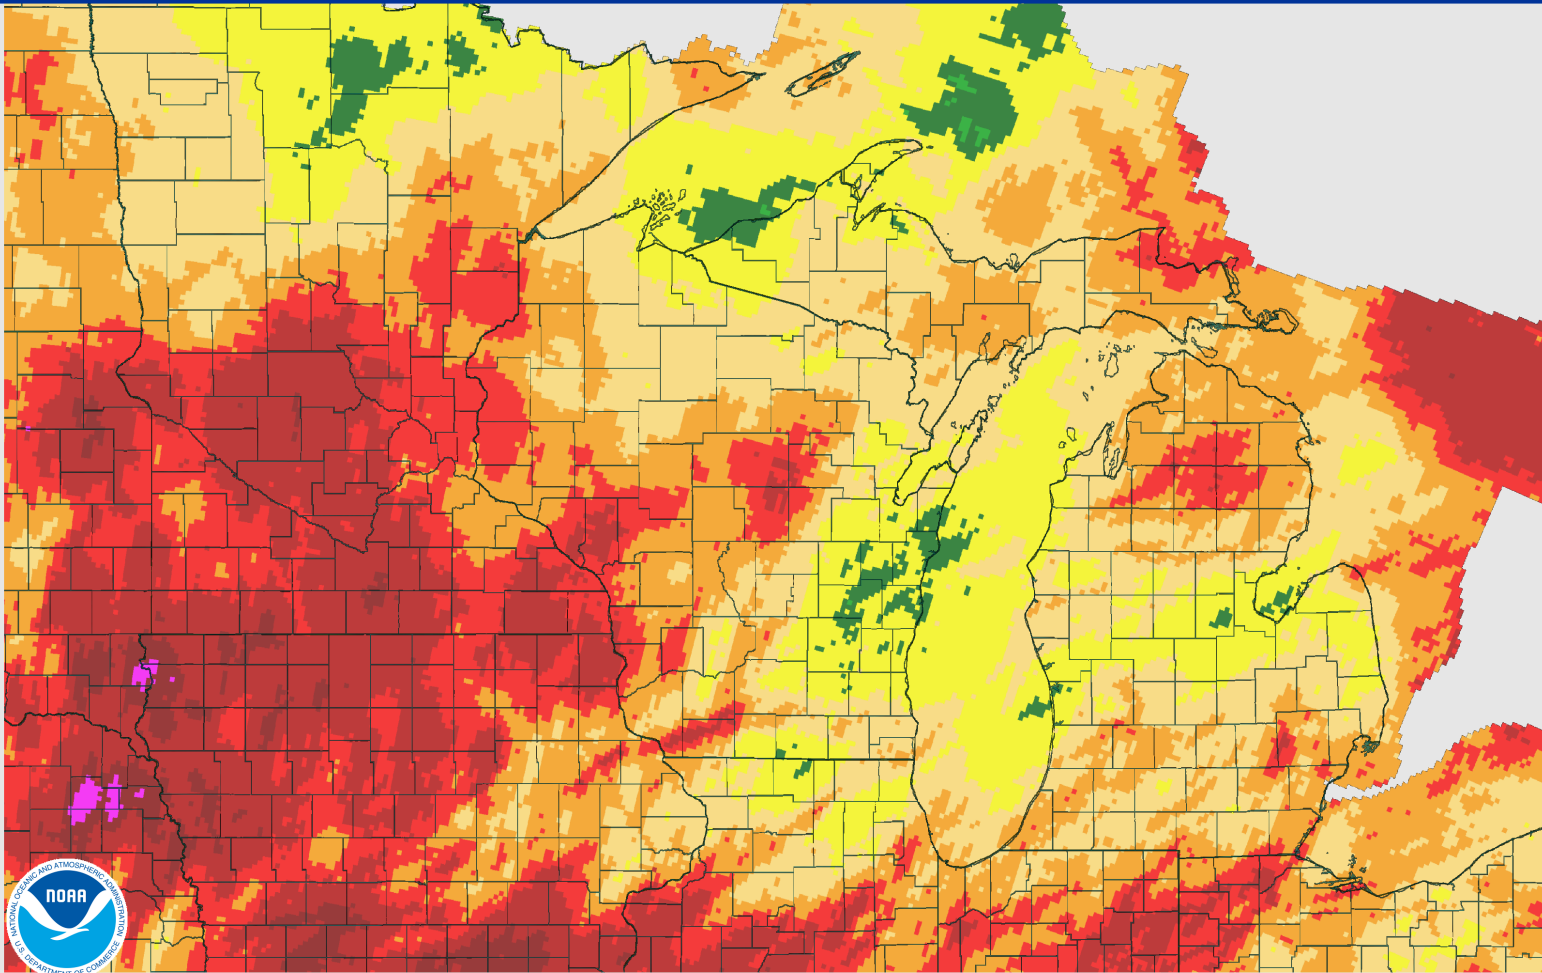 NATIONAL OCEANIC AND ATMOSPHERIC ADMINISTRATION
NOAA
U.S. DEPARTMENT OF COMMERCE